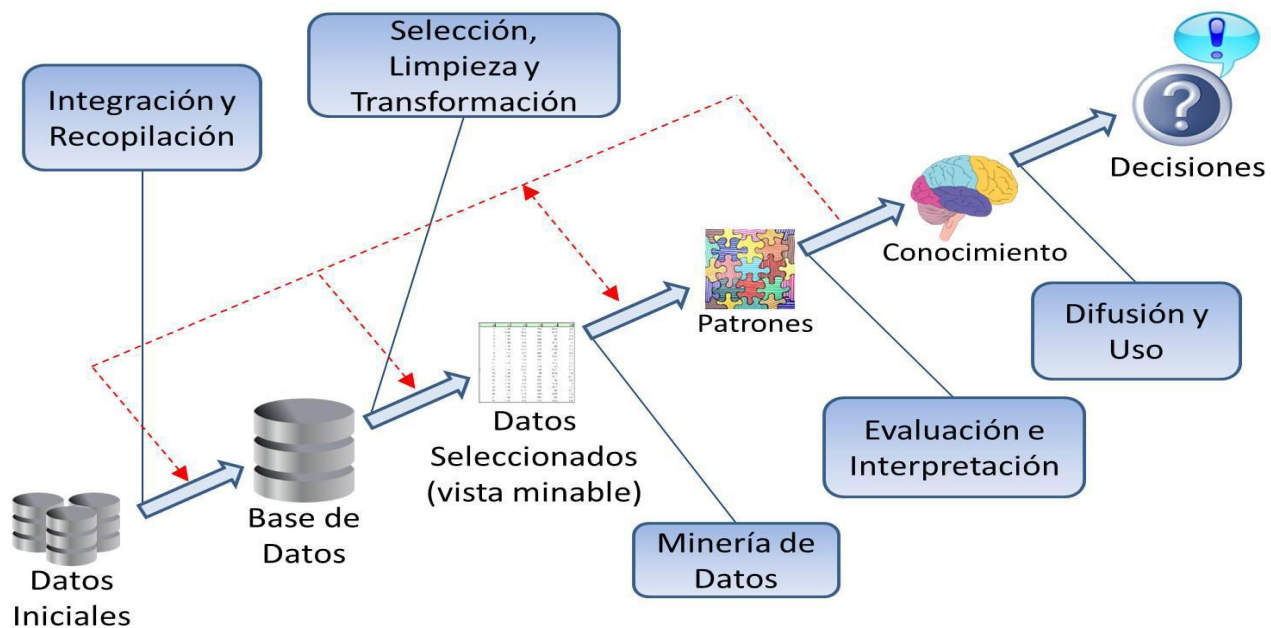 Integración y
Recopilación
Selección,
Limpieza y
Transformación
Decisiones
Conocimiento
Difusión y
Uso
Patrones
Evaluación e
Interpretación
Datos
Seleccionados
(vista minable)
Minería de
Datos
Base de
Datos
Datos
Iniciales